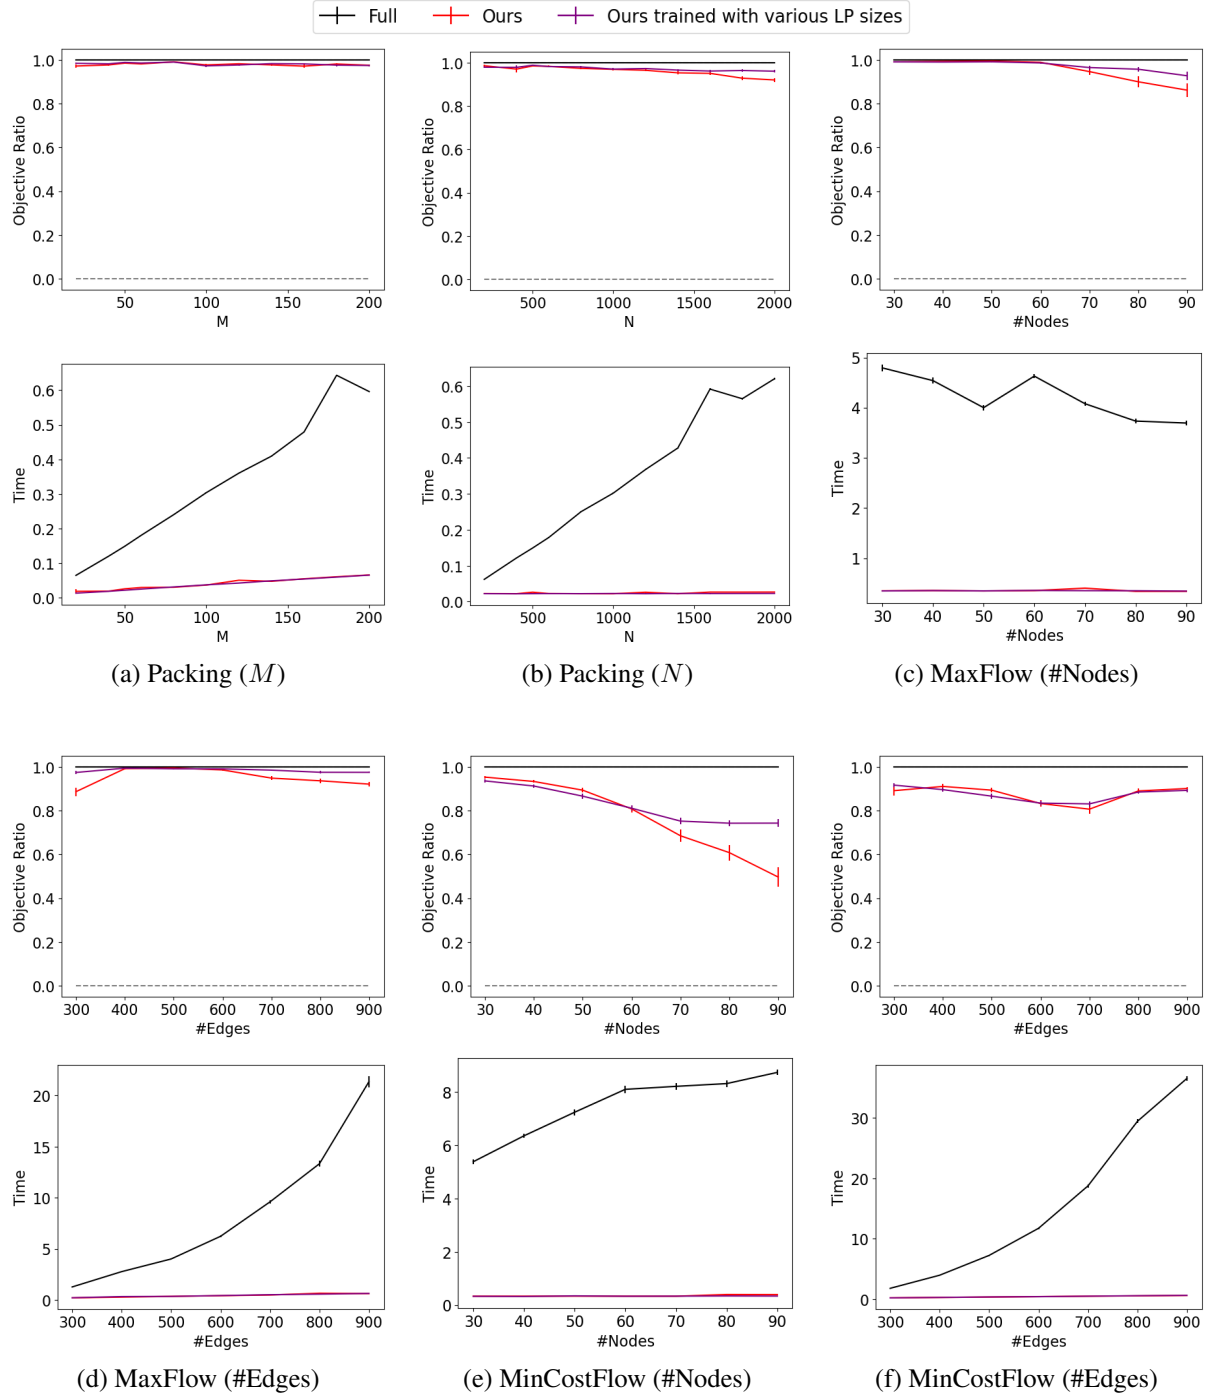 Full Ours Ours trained with various LP sizes
1.0
0.8
0.6
0.4
0.2
0.0
Objective Ratio
50 100 150 200
M
1.0
0.8
0.6
0.4
0.2
0.0
Objective Ratio
500 1000 1500 2000
N
1.0
0.8
0.6
0.4
0.2
0.0
Objective Ratio
30 40 50 60 70 80 90
#Nodes
0.6
0.5
0.4
0.3
0.2
0.1
0.0
Time
50 100 150 200
M
0.6
0.5
0.4
0.3
0.2
0.1
0.0
Time
500 1000 1500 2000
N
5
4
3
2
1
Time
30 40 50 60 70 80 90
#Nodes
(a) Packing (M)
(b) Packing (N)
(c) MaxFlow (#Nodes)
1.0
0.8
0.6
0.4
0.2
0.0
Objective Ratio
300 400 500 600 700 800 900
#Edges
1.0
0.8
0.6
0.4
0.2
0.0
Objective Ratio
30 40 50 60 70 80 90
#Nodes
1.0
0.8
0.6
0.4
0.2
0.0
Objective Ratio
300 400 500 600 700 800 900
#Edges
20
15
10
5
0
Time
300 400 500 600 700 800 900
#Edges
8
6
4
2
0
Time
30 40 50 60 70 80 90
#Nodes
30
20
10
0
Time
300 400 500 600 700 800 900
#Edges
(d) MaxFlow (#Edges)
(e) MinCostFlow (#Nodes)
(f) MinCostFlow (#Edges)